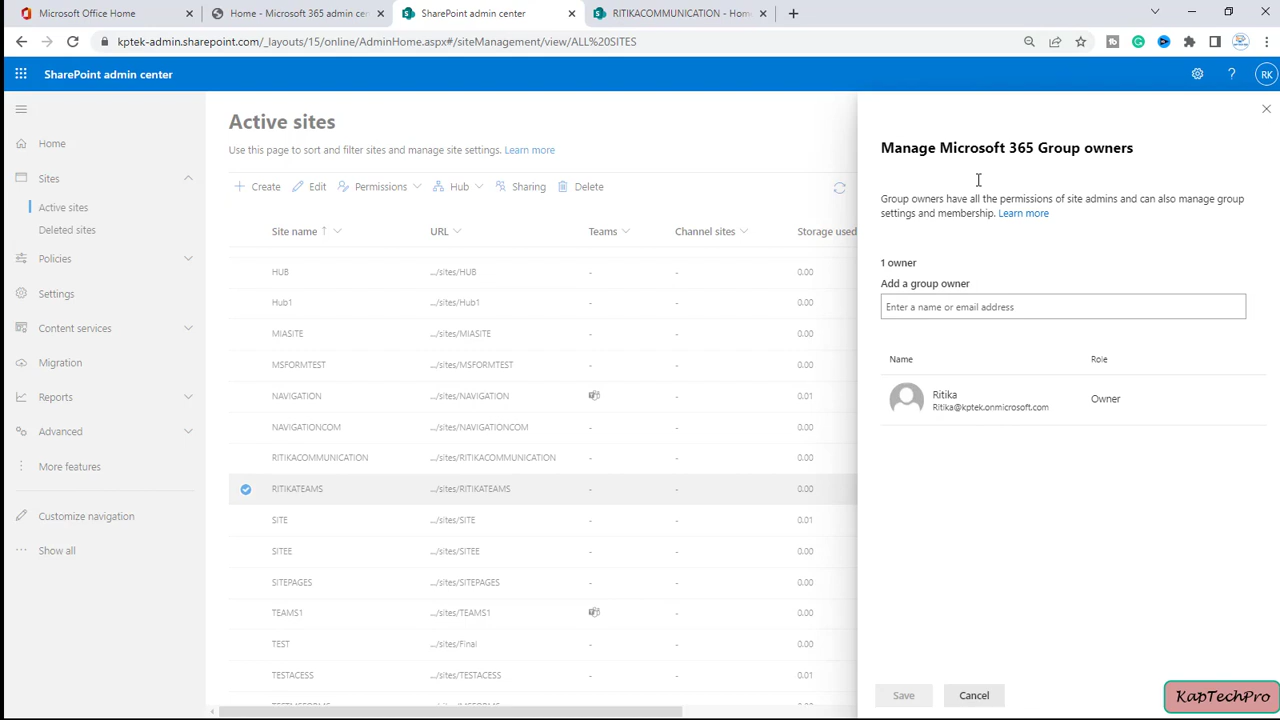 Microsoft Office Home
Home - Microsoft 365 admin cen
SharePoint admin center
RITIKACOMMUNICATION - Home
kptek-admin.sharepoint.com/_layouts/15/online/AdminHome.aspx#/siteManagement/view/ALL%20SITES
SharePoint admin center
RK
Home
Sites
Active sites
Deleted sites
Policies
Settings
Content services
Migration
Reports
Advanced
More features
Customize navigation
Show all
Active sites
Use this page to sort and filter sites and manage site settings. Learn more
Create Edit Permissions Hub Sharing Delete
Site name ↑ URL Teams Channel sites Storage used
HUB .../sites/HUB - - 0.00
Hub1 .../sites/Hub1 - - 0.00
MIASITE .../sites/MIASITE - - 0.00
MSFORMTEST .../sites/MSFORMTEST - - 0.00
NAVIGATION .../sites/NAVIGATION - 0.01
NAVIGATIONCOM .../sites/NAVIGATIONCOM - - 0.00
RITIKACOMMUNICATION .../sites/RITIKACOMMUNICATION - - 0.00
RITIKATEAMS .../sites/RITIKATEAMS - - 0.00
SITE .../sites/SITE - - 0.01
SITEE .../sites/SITEE - - 0.00
SITEPAGES .../sites/SITEPAGES - - 0.00
TEAMS1 .../sites/TEAMS1 - 0.00
TEST .../sites/Final - - 0.00
TESTACESS .../sites/TESTACESS - - 0.01
Manage Microsoft 365 Group owners
Group owners have all the permissions of site admins and can also manage group
settings and membership. Learn more
1 owner
Add a group owner
Enter a name or email address
Name Role
Ritika
Ritika@kptek.onmicrosoft.com
Owner
Save Cancel
KapTechPro